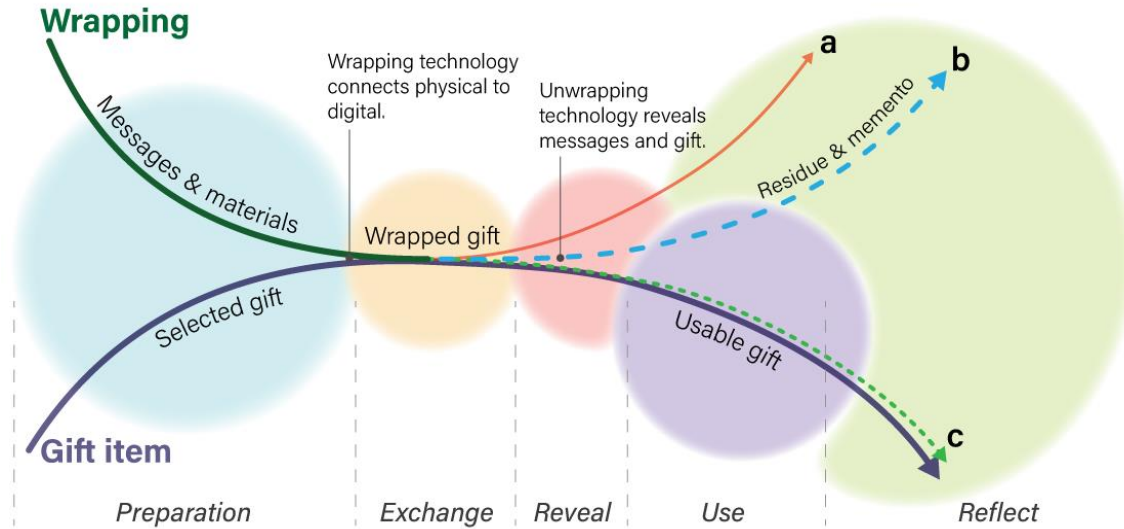 Wrapping
Messages & materials
Wrapping technology
connects physical to
digital.
Unwrapping
technology reveals
messages and gift.
a
b
Residue & memento
Wrapped gift
Selected gift
Usable gift
Gift item
c
Preparation
Exchange
Reveal
Use
Reflect